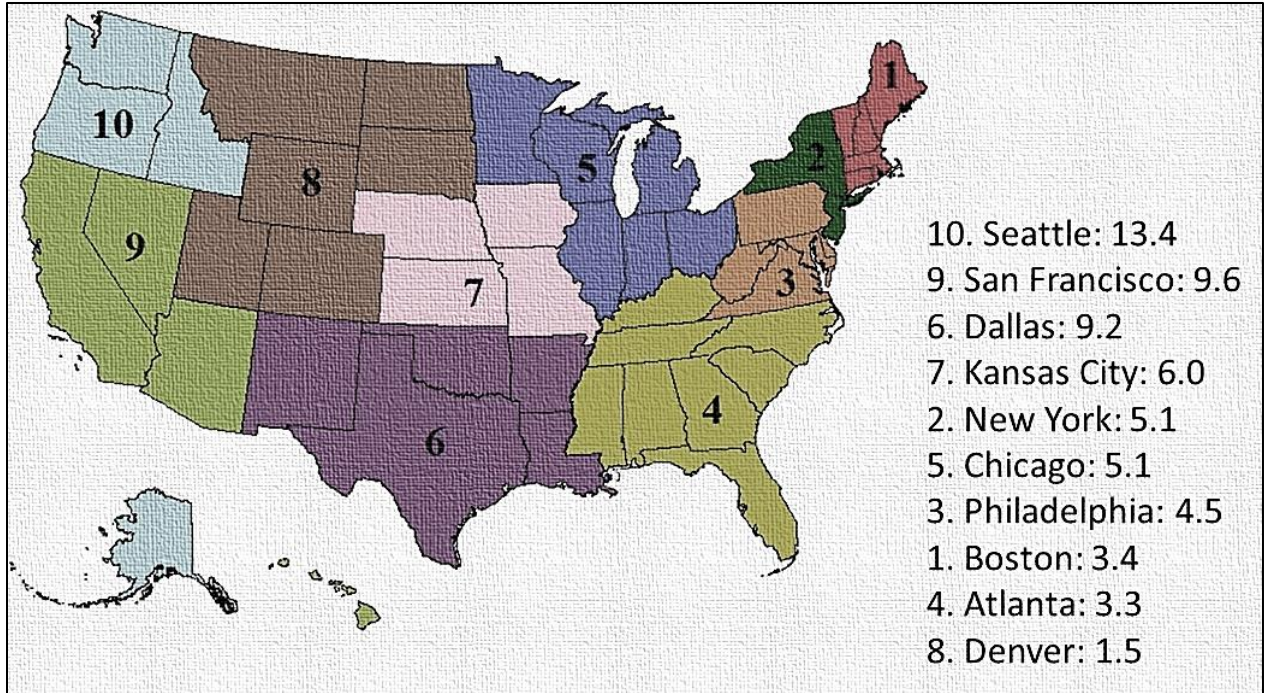 1
10
2
5
8
9
3
7
4
6
10. Seattle: 13.4
9. San Francisco: 9.6
6. Dallas: 9.2
7. Kansas City: 6.0
2. New York: 5.1
5. Chicago: 5.1
3. Philadelphia: 4.5
1. Boston: 3.4
4. Atlanta: 3.3
8. Denver: 1.5